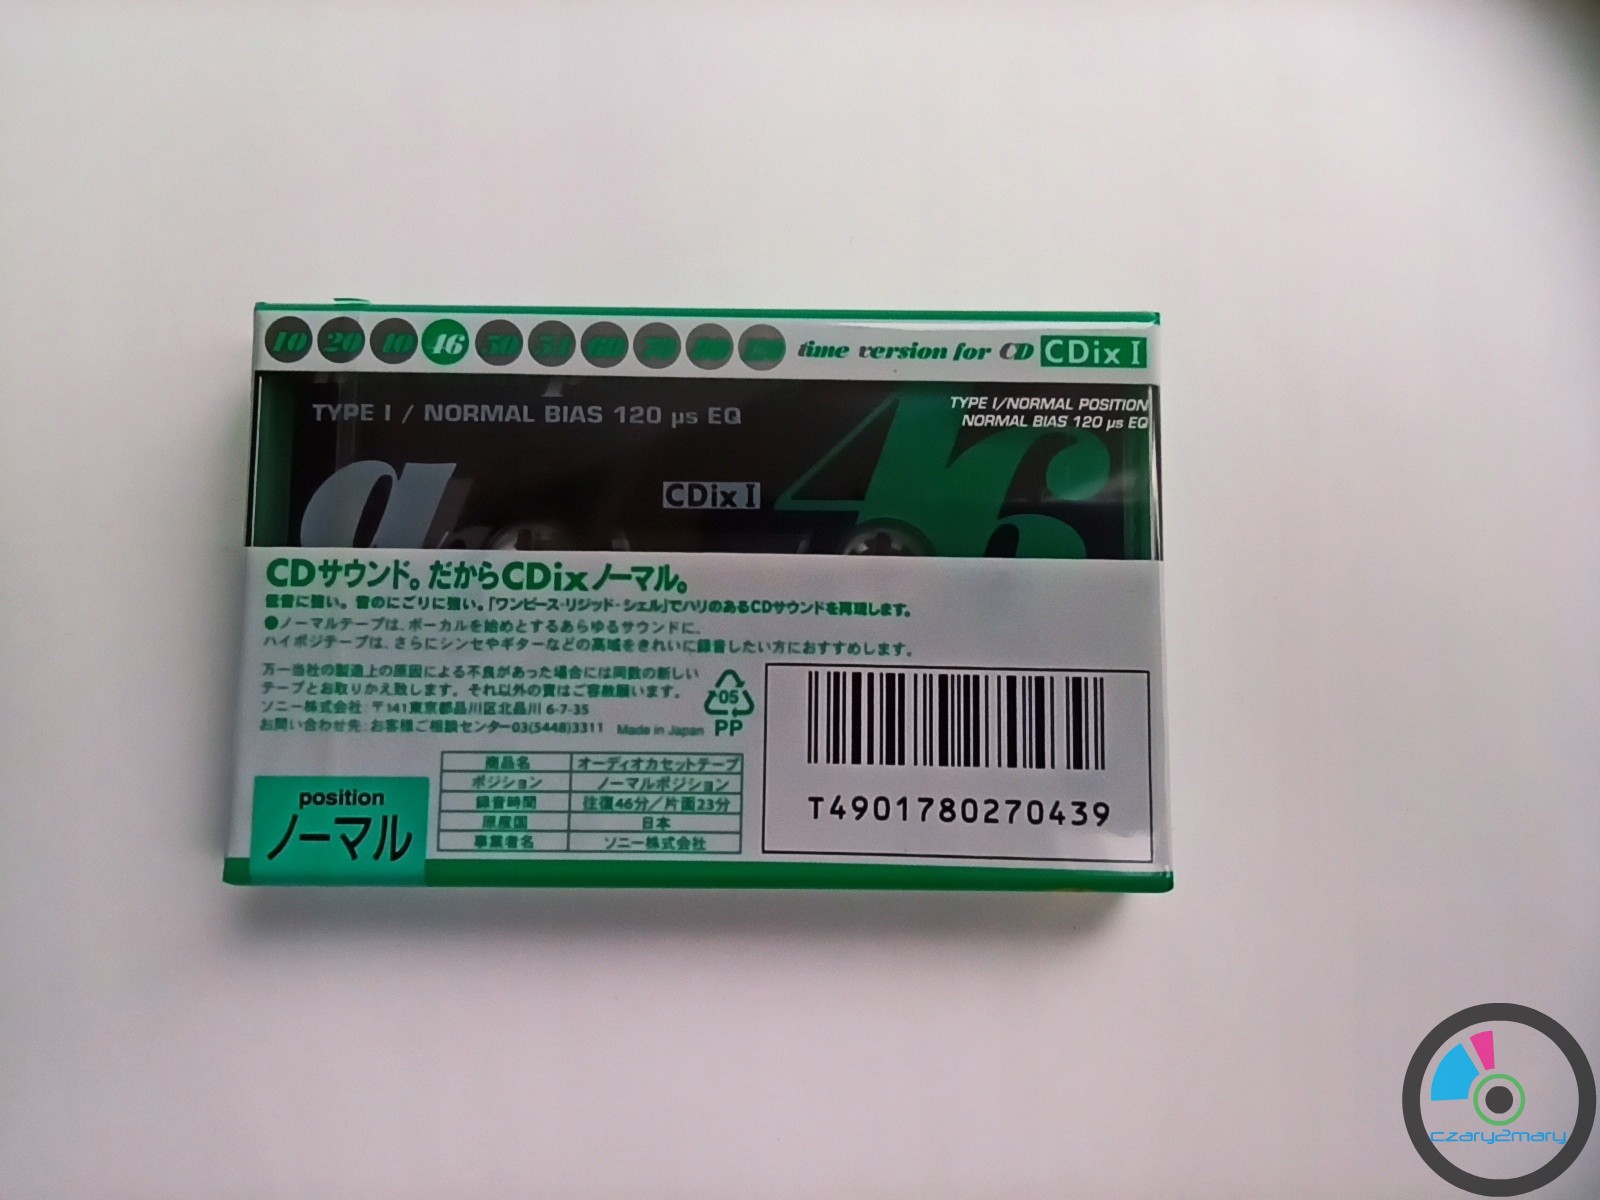 10 20 40 46 50 54 60 70 80 120 time version for CD CDix I
TYPE I / NORMAL BIAS 120 µs EQ
TYPE I/NORMAL POSITION
NORMAL BIAS 120 µs EQ
CDix I
46
CDサウンド。だからCDixノーマル。
低音に強い。音のにごりに強い。「ワンピース・リジッド・シェル」でハリのあるCDサウンドを再現します。
●ノーマルテープは、ボーカルを始めとするあらゆるサウンドに、
ハイポジテープは、さらにシンセやギターなどの高域をきれいに録音したい方におすすめします。
万一当社の製造上の原因による不良があった場合には同数の新しい
テープとお取りかえ致します。それ以外の責はご容赦願います。
ソニー株式会社 〒141東京都品川区北品川 6-7-35
お問い合わせ先:お客様ご相談センター03(5448)3311 Made in Japan
05
PP
商品名 オーディオカセットテープ
ポジション ノーマルポジション
録音時間 往復46分/片面23分
原産国 日本
事業者名 ソニー株式会社
position
ノーマル
T4901780270439
czary2mary